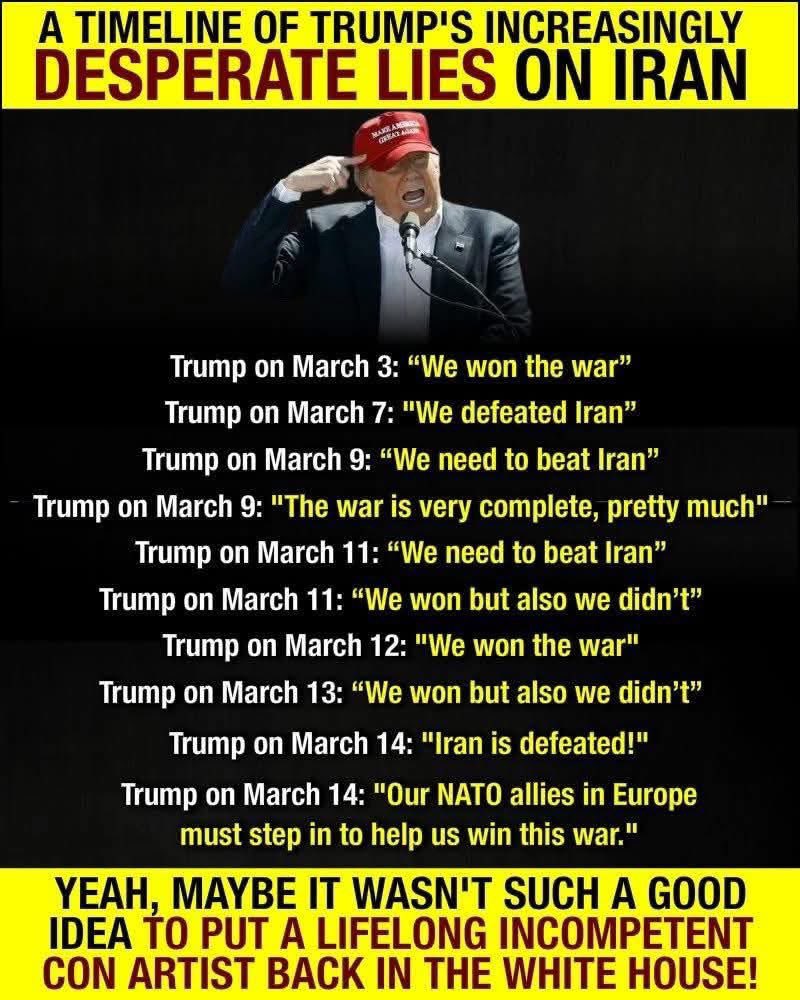 A TIMELINE OF TRUMP'S INCREASINGLY
DESPERATE LIES ON IRAN
MAKE AMERICA
GREAT AGAIN
Trump on March 3: “We won the war”
Trump on March 7: "We defeated Iran”
Trump on March 9: “We need to beat Iran”
Trump on March 9: "The war is very complete, pretty much"
Trump on March 11: “We need to beat Iran”
Trump on March 11: “We won but also we didn’t”
Trump on March 12: "We won the war"
Trump on March 13: “We won but also we didn’t”
Trump on March 14: "Iran is defeated!"
Trump on March 14: "Our NATO allies in Europe
must step in to help us win this war."
YEAH, MAYBE IT WASN'T SUCH A GOOD
IDEA TO PUT A LIFELONG INCOMPETENT
CON ARTIST BACK IN THE WHITE HOUSE!